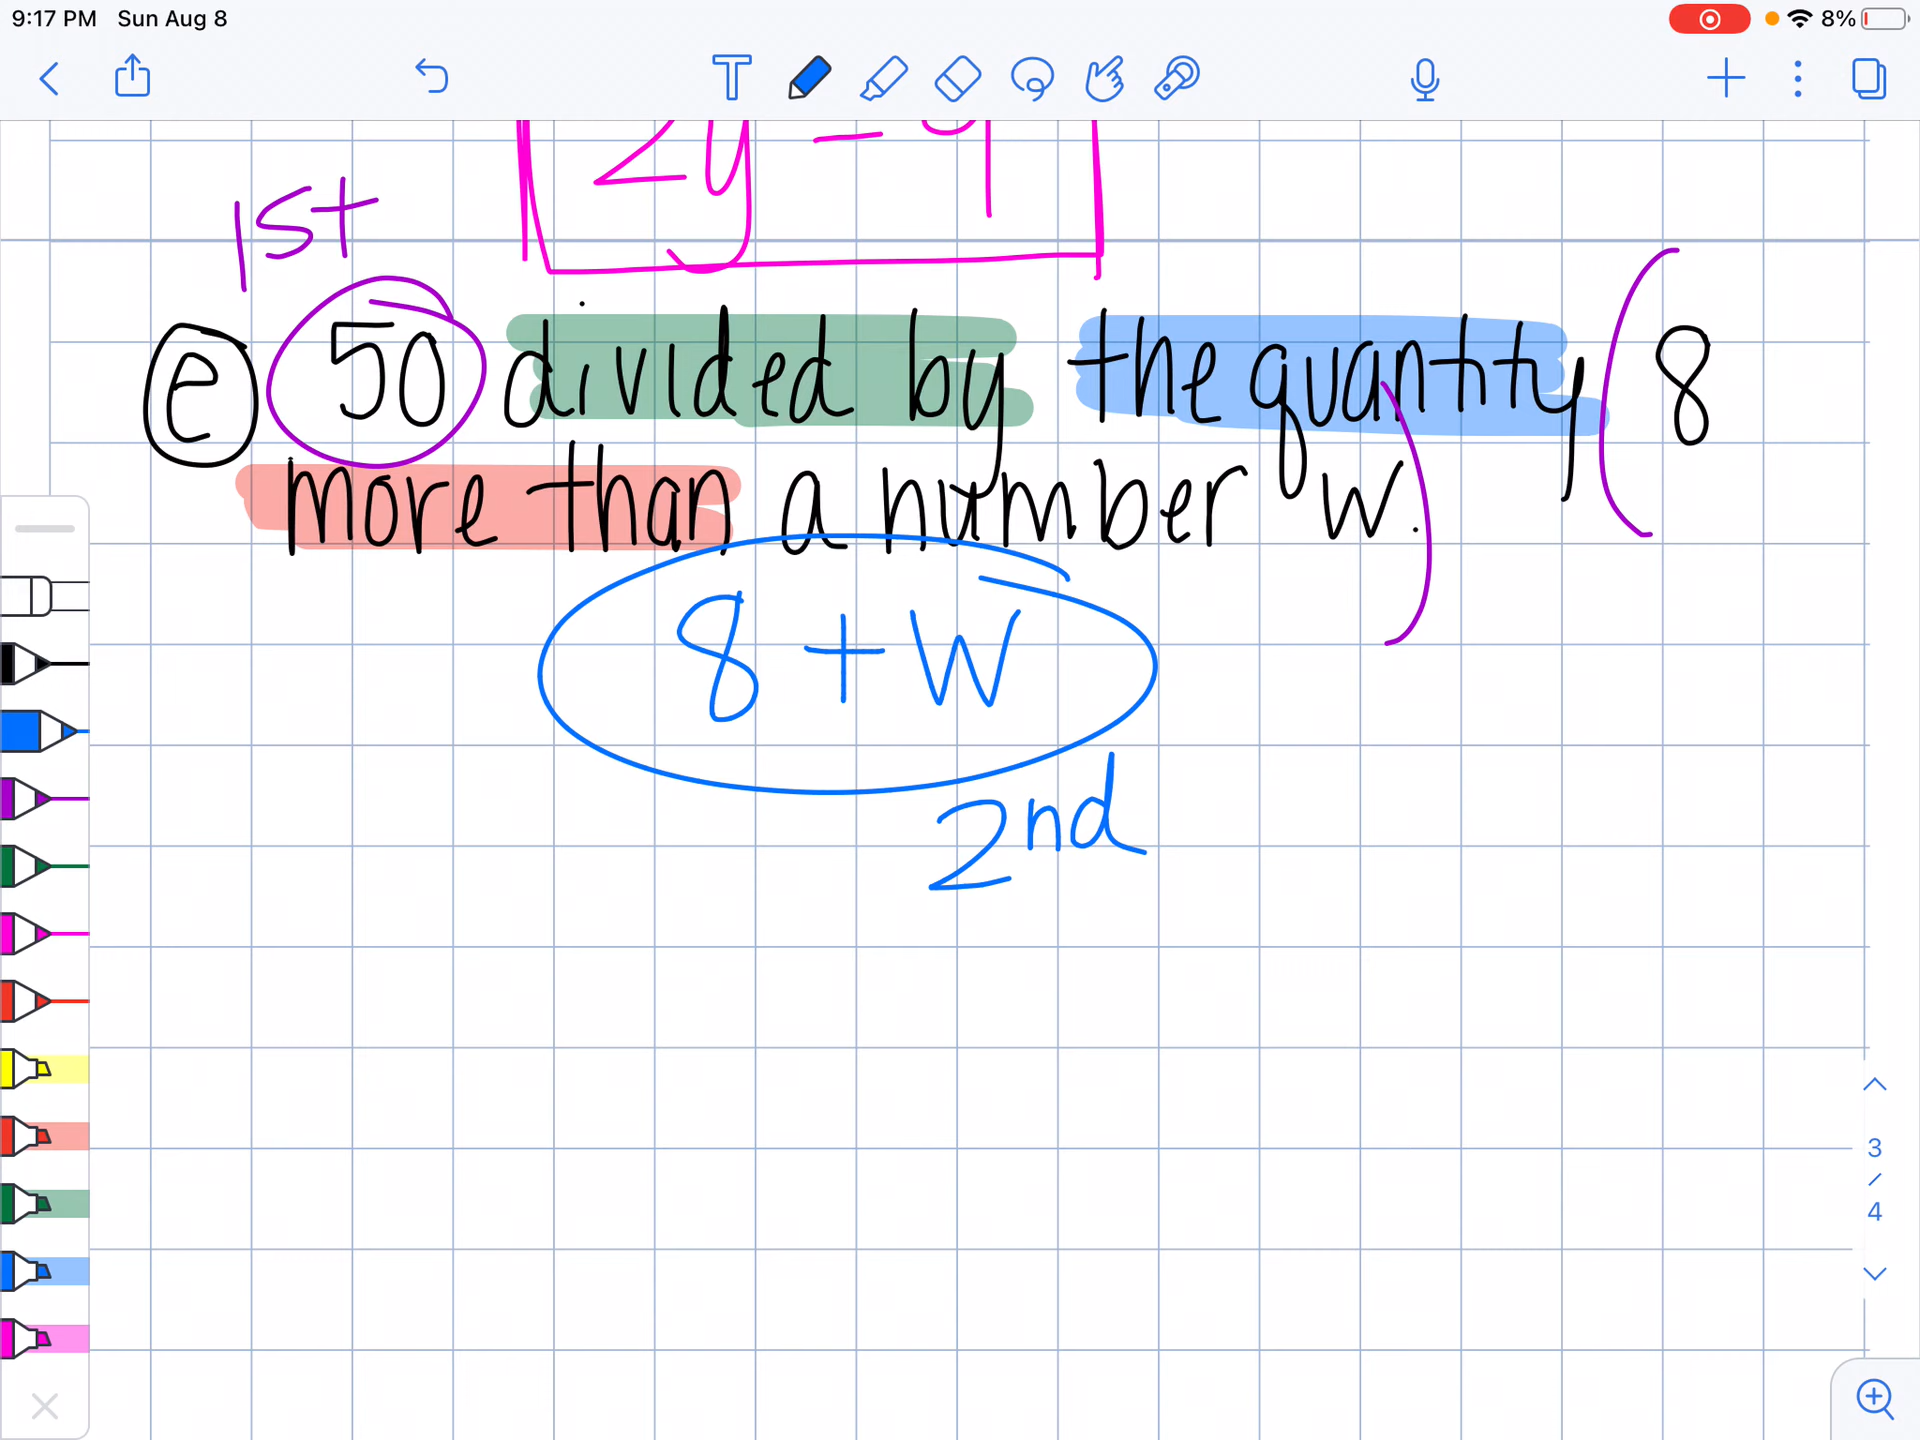 9:17 PM Sun Aug 8 8%
T
2y - 9
1st
e 50 divided by the quantity ( 8
more than a number w. )
8 + W
2nd
3
/
4